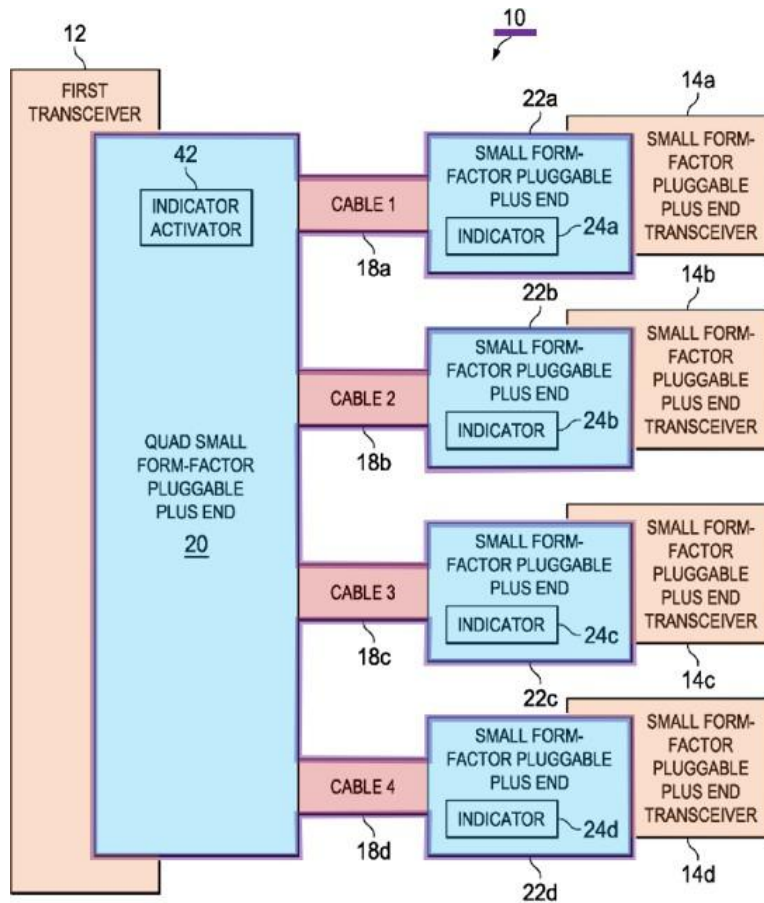 10
12
FIRST
TRANSCEIVER
42
INDICATOR
ACTIVATOR
QUAD SMALL
FORM-FACTOR
PLUGGABLE
PLUS END
20
CABLE 1
18a
22a
SMALL FORM-
FACTOR PLUGGABLE
PLUS END
INDICATOR
24a
14a
SMALL FORM-
FACTOR
PLUGGABLE
PLUS END
TRANSCEIVER
CABLE 2
18b
22b
SMALL FORM-
FACTOR PLUGGABLE
PLUS END
INDICATOR
24b
14b
SMALL FORM-
FACTOR
PLUGGABLE
PLUS END
TRANSCEIVER
CABLE 3
18c
SMALL FORM-
FACTOR PLUGGABLE
PLUS END
INDICATOR
24c
22c
SMALL FORM-
FACTOR
PLUGGABLE
PLUS END
TRANSCEIVER
14c
CABLE 4
18d
SMALL FORM-
FACTOR PLUGGABLE
PLUS END
INDICATOR
24d
22d
SMALL FORM-
FACTOR
PLUGGABLE
PLUS END
TRANSCEIVER
14d